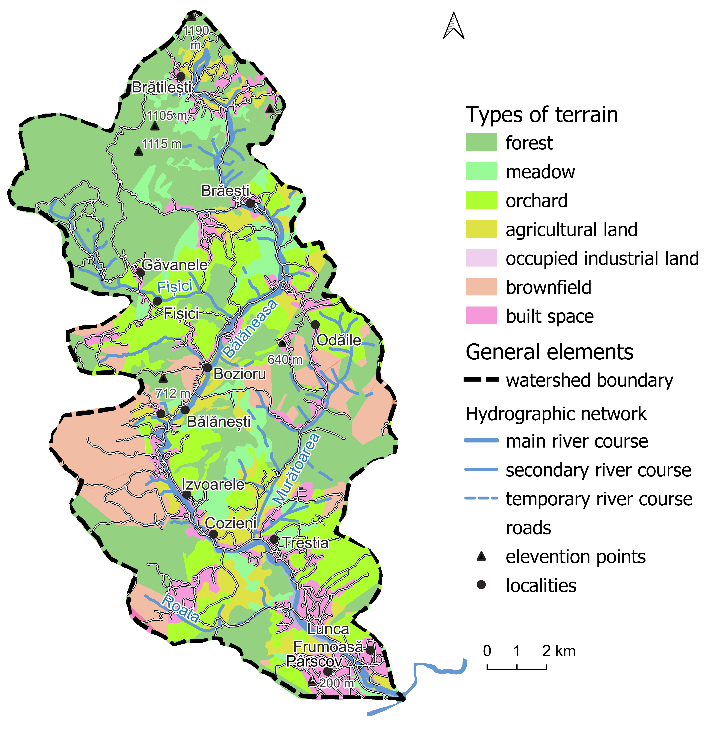 1190
m
Brătilești
1105 m
1115 m
Brăești
Găvanele
Fișici
Fișici
Bălăneasa
Odăile
640 m
Bozioru
712 m
Bălănești
Murătoarea
Izvoarele
Cozieni
Trestia
Roata
Lunca
Frumoasă
Pârscov
200 m
Types of terrain
forest
meadow
orchard
agricultural land
occupied industrial land
brownfield
built space
General elements
watershed boundary
Hydrographic network
main river course
secondary river course
temporary river course
roads
elevention points
localities
0 1 2 km